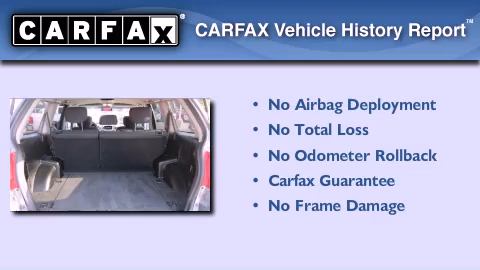 CARFAX®
CARFAX Vehicle History Report™
• No Airbag Deployment
• No Total Loss
• No Odometer Rollback
• Carfax Guarantee
• No Frame Damage